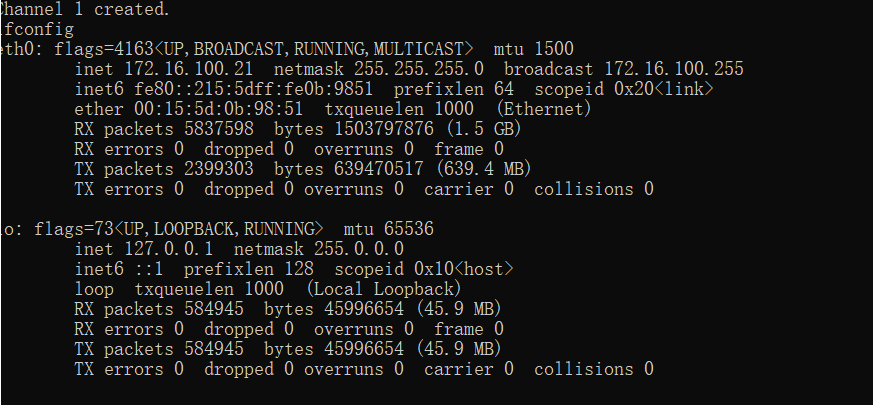 Channel 1 created.
ifconfig
eth0: flags=4163<UP,BROADCAST,RUNNING,MULTICAST>  mtu 1500
        inet 172.16.100.21  netmask 255.255.255.0  broadcast 172.16.100.255
        inet6 fe80::215:5dff:fe0b:9851  prefixlen 64  scopeid 0x20<link>
        ether 00:15:5d:0b:98:51  txqueuelen 1000  (Ethernet)
        RX packets 5837598  bytes 1503797876 (1.5 GB)
        RX errors 0  dropped 0  overruns 0  frame 0
        TX packets 2399303  bytes 639470517 (639.4 MB)
        TX errors 0  dropped 0 overruns 0  carrier 0  collisions 0

lo: flags=73<UP,LOOPBACK,RUNNING>  mtu 65536
        inet 127.0.0.1  netmask 255.0.0.0
        inet6 ::1  prefixlen 128  scopeid 0x10<host>
        loop  txqueuelen 1000  (Local Loopback)
        RX packets 584945  bytes 45996654 (45.9 MB)
        RX errors 0  dropped 0  overruns 0  frame 0
        TX packets 584945  bytes 45996654 (45.9 MB)
        TX errors 0  dropped 0 overruns 0  carrier 0  collisions 0